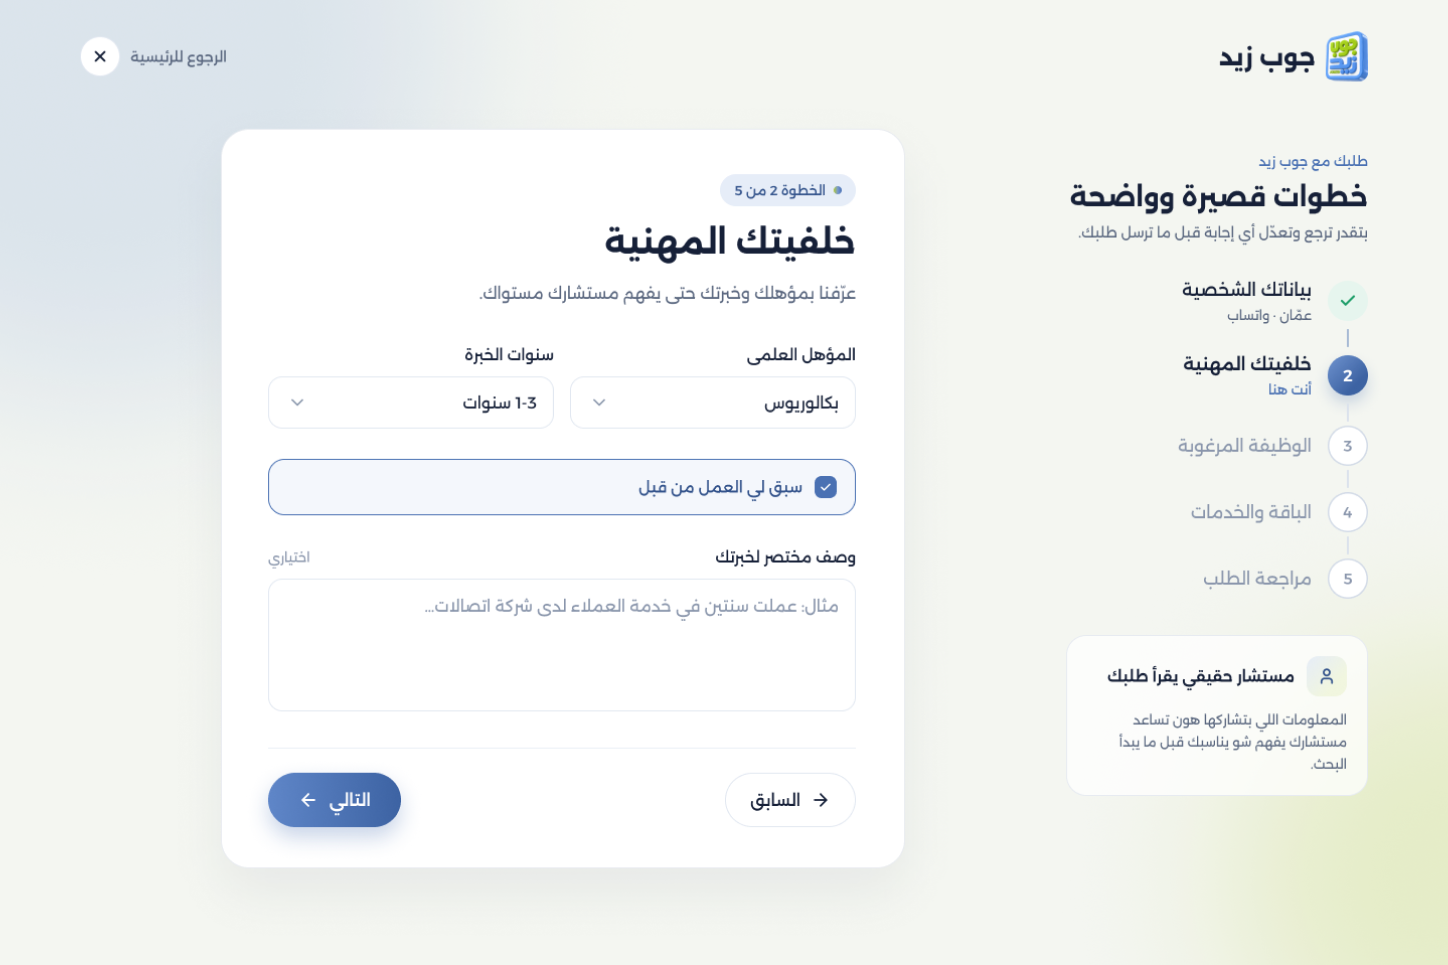 جوب زيد
جوب زيد
الرجوع للرئيسية
طلبك مع جوب زيد
خطوات قصيرة وواضحة
بتقدر ترجع وتعدّل أي إجابة قبل ما ترسل طلبك.
بياناتك الشخصية
عمّان · واتساب
2
خلفيتك المهنية
أنت هنا
3
الوظيفة المرغوبة
4
الباقة والخدمات
5
مراجعة الطلب
مستشار حقيقي يقرأ طلبك
المعلومات اللي بتشاركها هون تساعد
مستشارك يفهم شو يناسبك قبل ما يبدأ
البحث.
الخطوة 2 من 5
خلفيتك المهنية
عرّفنا بمؤهلك وخبرتك حتى يفهم مستشارك مستواك.
المؤهل العلمي
بكالوريوس
سنوات الخبرة
1-3 سنوات
سبق لي العمل من قبل
وصف مختصر لخبرتك
اختياري
مثال: عملت سنتين في خدمة العملاء لدى شركة اتصالات...
السابق
التالي